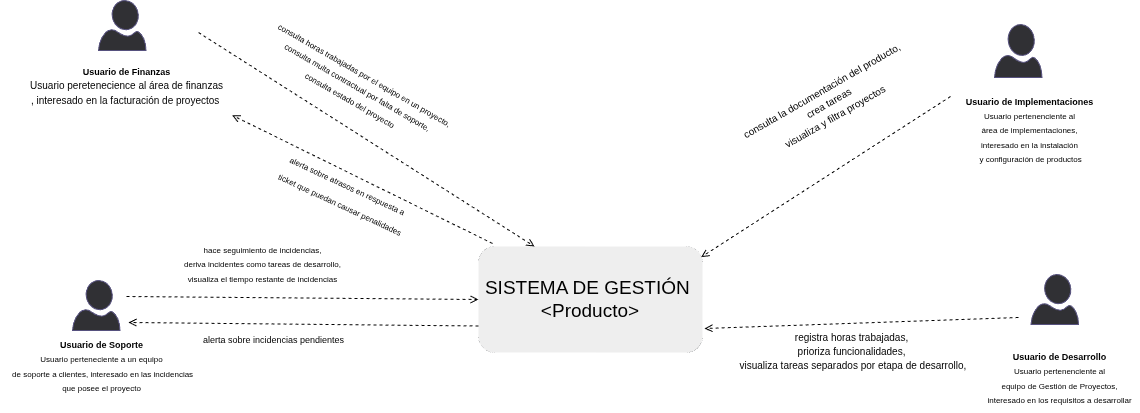 Usuario de Finanzas
Usuario peretenecience al área de finanzas
, interesado en la facturación de proyectos
consulta horas trabajadas por el equipo en un proyecto,
consulta multa contractual por falta de soporte,
consulta estado del proyecto
alerta sobre atrasos en respuesta a
ticket que puedan causar penalidades
consulta la documentación del producto,
crea tareas
visualiza y filtra proyectos
Usuario de Implementaciones
Usuario pertenenciente al
área de implementaciones,
interesado en la instalación
y configuración de productos
hace seguimiento de incidencias,
deriva incidentes como tareas de desarrollo,
visualiza el tiempo restante de incidencias
SISTEMA DE GESTIÓN
<Producto>
Usuario de Soporte
Usuario perteneciente a un equipo
de soporte a clientes, interesado en las incidencias
que posee el proyecto
alerta sobre incidencias pendientes
registra horas trabajadas,
prioriza funcionalidades,
visualiza tareas separados por etapa de desarrollo,
Usuario de Desarrollo
Usuario pertenenciente al
equipo de Gestión de Proyectos,
interesado en los requisitos a desarrollar